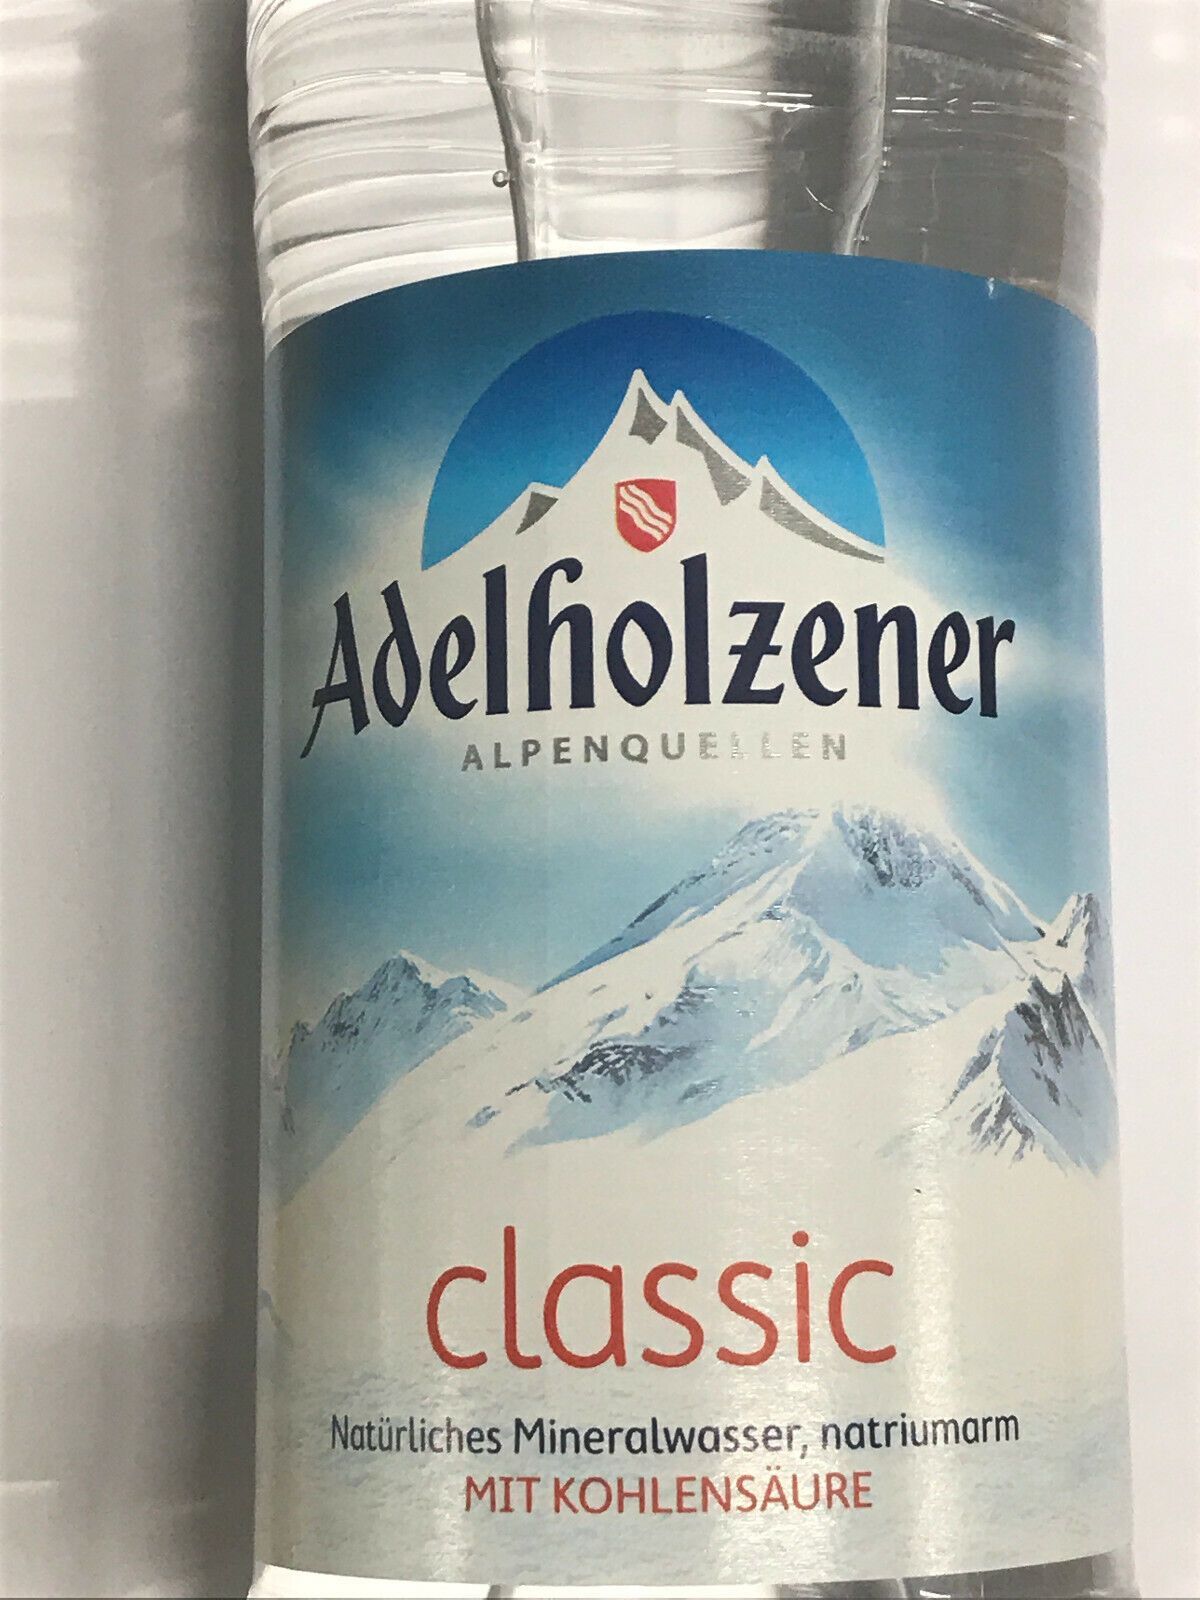 Adelholzener
ALPENQUELLEN
classic
Natürliches Mineralwasser, natriumarm
MIT KOHLENSÄURE